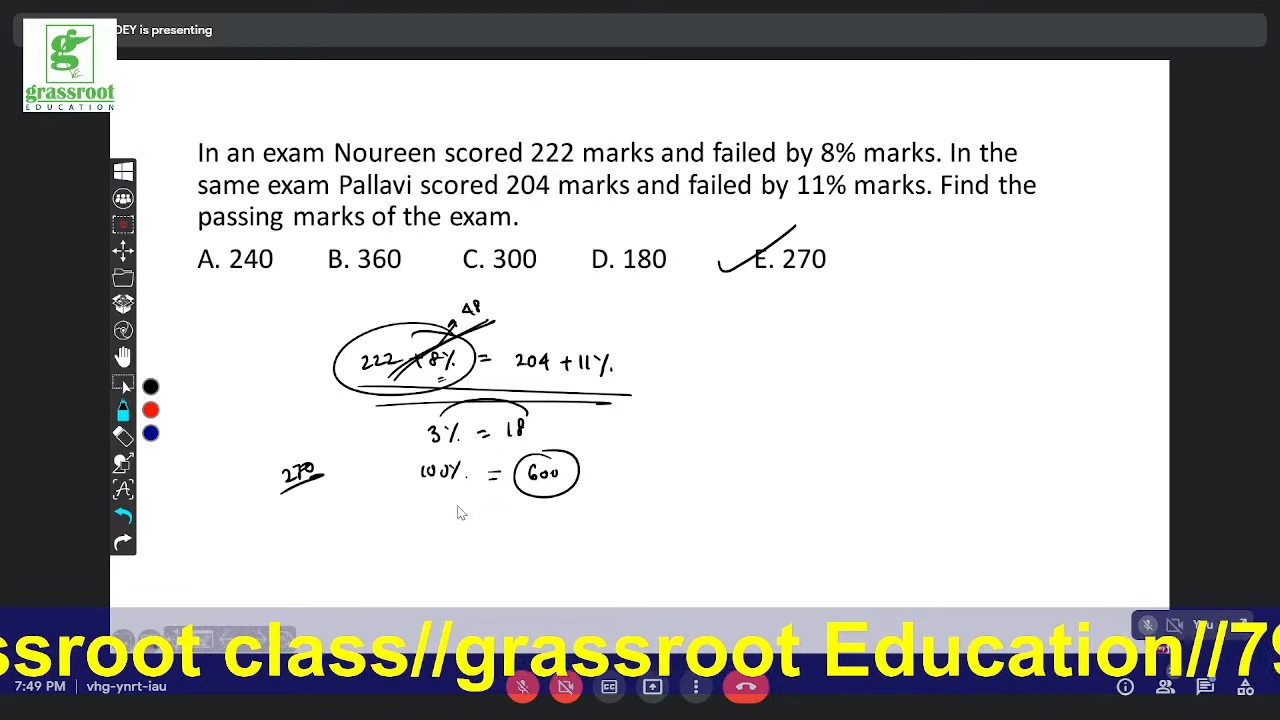 DEY is presenting
g
grassroot
EDUCATION
In an exam Noureen scored 222 marks and failed by 8% marks. In the
same exam Pallavi scored 204 marks and failed by 11% marks. Find the
passing marks of the exam.
A. 240 B. 360 C. 300 D. 180 E. 270
48
222 + 8% = 204 + 11%.
3% = 18
270 100%. = 600
ssroot class//grassroot Education//79
7:49 PM vhg-ynrt-iau